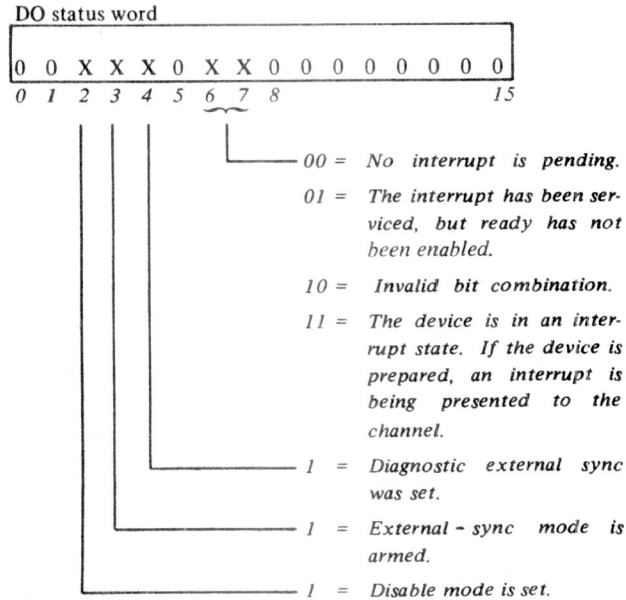 DO status word
0 0 X X X 0 X X 0 0 0 0 0 0 0 0
0 1 2 3 4 5 6 7 8 15
00 = No interrupt is pending.
01 = The interrupt has been ser-
viced, but ready has not
been enabled.
10 = Invalid bit combination.
11 = The device is in an inter-
rupt state. If the device is
prepared, an interrupt is
being presented to the
channel.
1 = Diagnostic external sync
was set.
1 = External - sync mode is
armed.
1 = Disable mode is set.